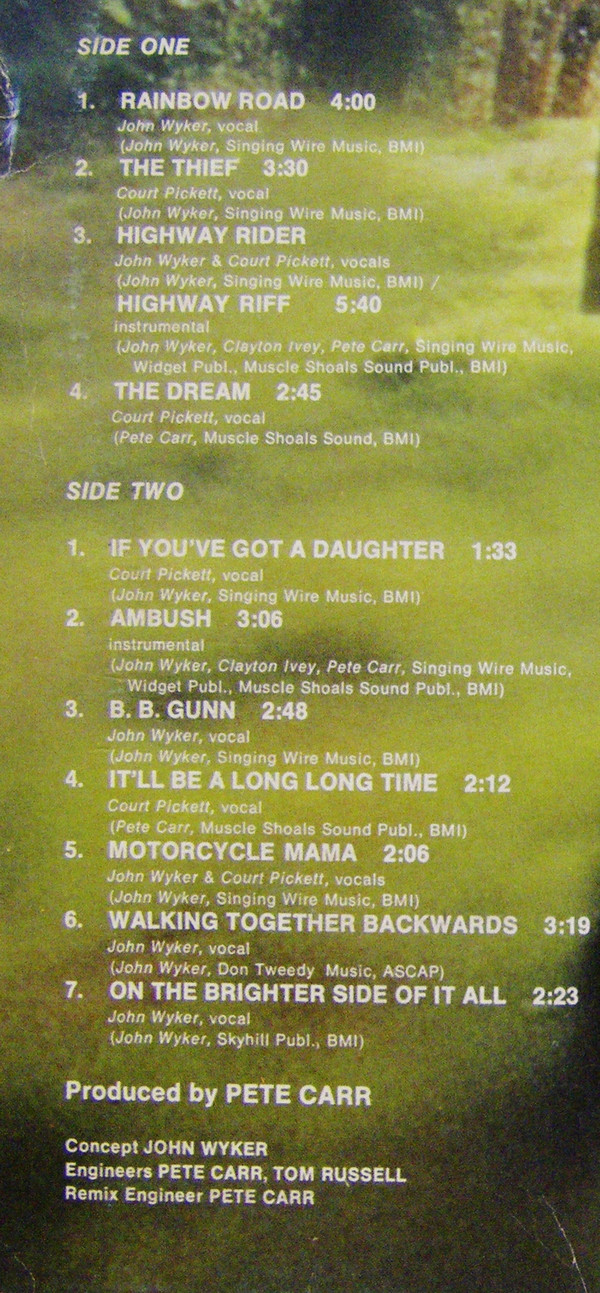 SIDE ONE
1. RAINBOW ROAD 4:00
John Wyker, vocal
(John Wyker, Singing Wire Music, BMI)
2. THE THIEF 3:30
Court Pickett, vocal
(John Wyker, Singing Wire Music, BMI)
3. HIGHWAY RIDER
John Wyker & Court Pickett, vocals
(John Wyker, Singing Wire Music, BMI) /
HIGHWAY RIFF 5:40
instrumental
(John Wyker, Clayton Ivey, Pete Carr, Singing Wire Music,
Widget Publ., Muscle Shoals Sound Publ., BMI)
4. THE DREAM 2:45
Court Pickett, vocal
(Pete Carr, Muscle Shoals Sound, BMI)
SIDE TWO
1. IF YOU'VE GOT A DAUGHTER 1:33
Court Pickett, vocal
(John Wyker, Singing Wire Music, BMI)
2. AMBUSH 3:06
instrumental
(John Wyker, Clayton Ivey, Pete Carr, Singing Wire Music,
Widget Publ., Muscle Shoals Sound Publ., BMI)
3. B. B. GUNN 2:48
John Wyker, vocal
(John Wyker, Singing Wire Music, BMI)
4. IT'LL BE A LONG LONG TIME 2:12
Court Pickett, vocal
(Pete Carr, Muscle Shoals Sound Publ., BMI)
5. MOTORCYCLE MAMA 2:06
John Wyker & Court Pickett, vocals
(John Wyker, Singing Wire Music, BMI)
6. WALKING TOGETHER BACKWARDS 3:19
John Wyker, vocal
(John Wyker, Don Tweedy Music, ASCAP)
7. ON THE BRIGHTER SIDE OF IT ALL 2:23
John Wyker, vocal
(John Wyker, Skyhill Publ., BMI)
Produced by PETE CARR
Concept JOHN WYKER
Engineers PETE CARR, TOM RUSSELL
Remix Engineer PETE CARR